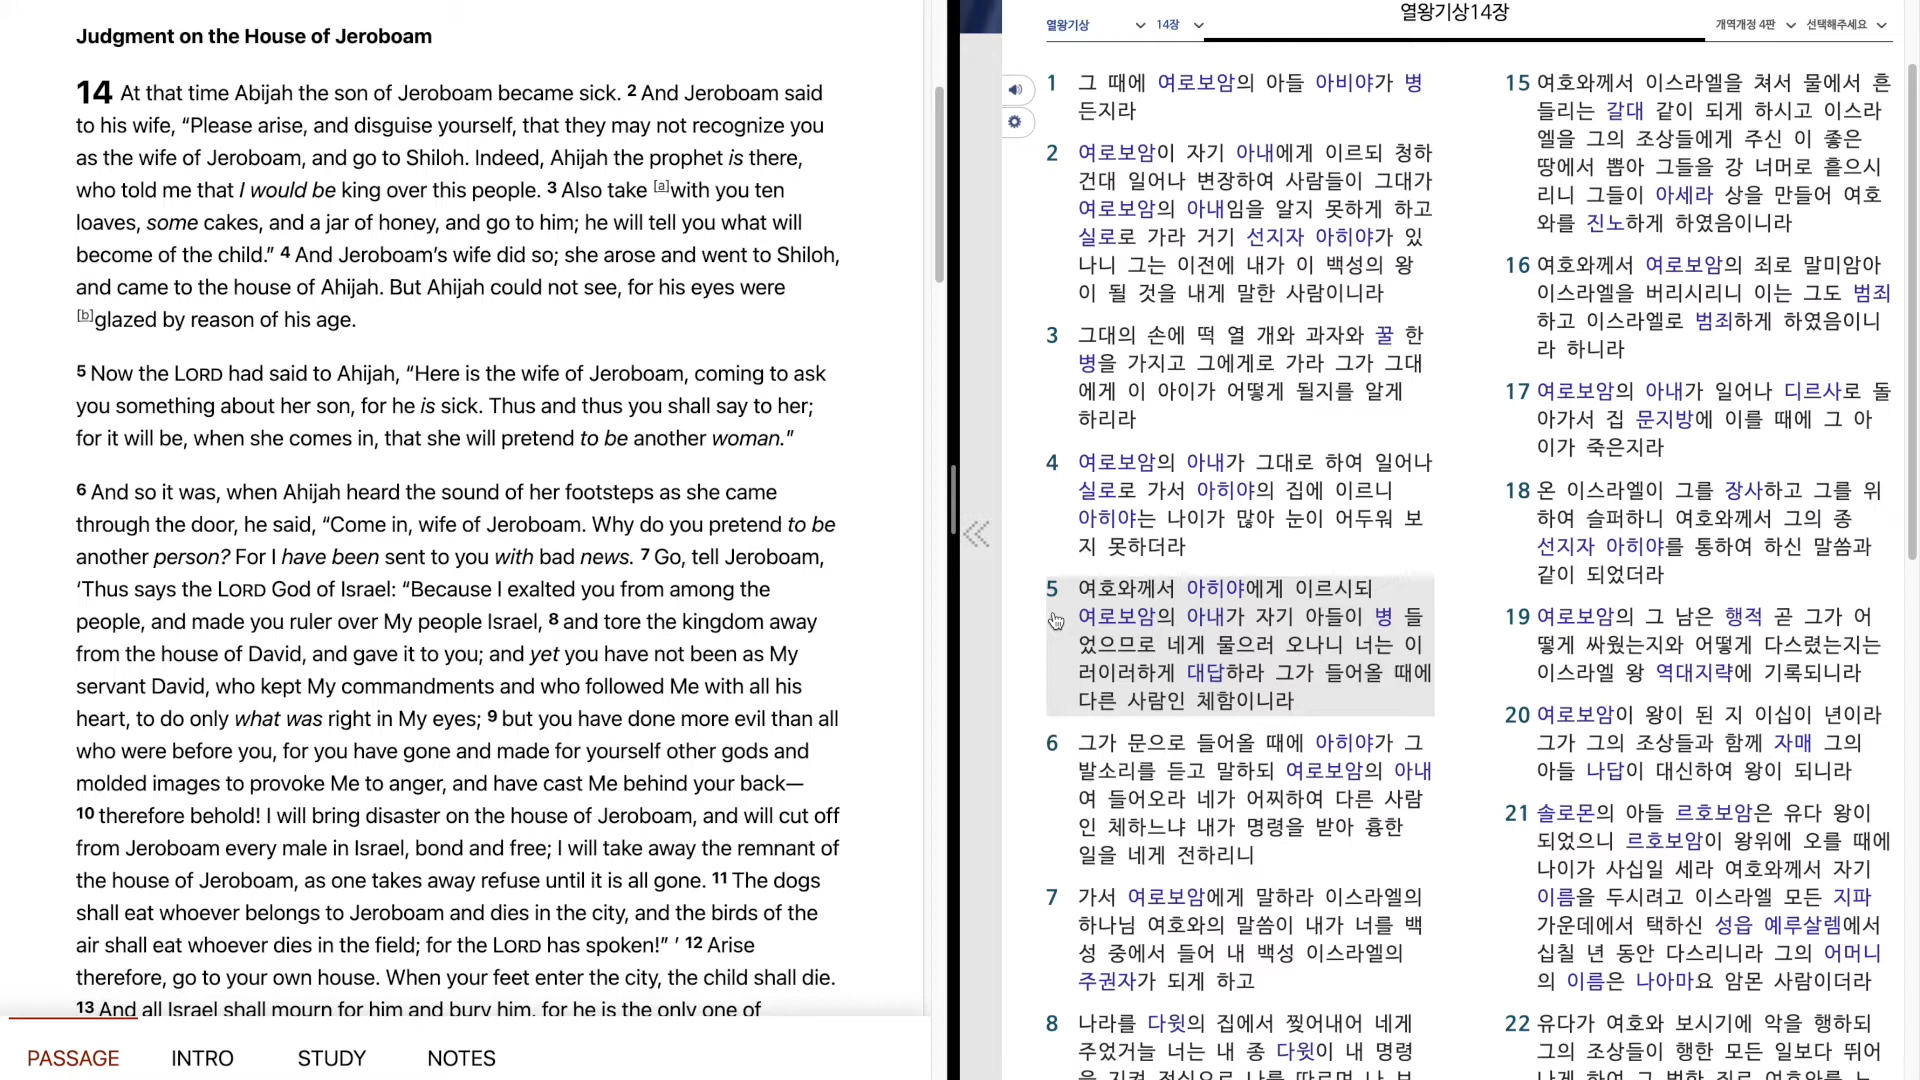 Judgment on the House of Jeroboam
14 At that time Abijah the son of Jeroboam became sick. 2 And Jeroboam said
to his wife, “Please arise, and disguise yourself, that they may not recognize you
as the wife of Jeroboam, and go to Shiloh. Indeed, Ahijah the prophet is there,
who told me that I would be king over this people. 3 Also take [a]with you ten
loaves, some cakes, and a jar of honey, and go to him; he will tell you what will
become of the child.” 4 And Jeroboam’s wife did so; she arose and went to Shiloh,
and came to the house of Ahijah. But Ahijah could not see, for his eyes were
[b]glazed by reason of his age.
5 Now the LORD had said to Ahijah, “Here is the wife of Jeroboam, coming to ask
you something about her son, for he is sick. Thus and thus you shall say to her;
for it will be, when she comes in, that she will pretend to be another woman.”
6 And so it was, when Ahijah heard the sound of her footsteps as she came
through the door, he said, “Come in, wife of Jeroboam. Why do you pretend to be
another person? For I have been sent to you with bad news. 7 Go, tell Jeroboam,
‘Thus says the LORD God of Israel: “Because I exalted you from among the
people, and made you ruler over My people Israel, 8 and tore the kingdom away
from the house of David, and gave it to you; and yet you have not been as My
servant David, who kept My commandments and who followed Me with all his
heart, to do only what was right in My eyes; 9 but you have done more evil than all
who were before you, for you have gone and made for yourself other gods and
molded images to provoke Me to anger, and have cast Me behind your back—
10 therefore behold! I will bring disaster on the house of Jeroboam, and will cut off
from Jeroboam every male in Israel, bond and free; I will take away the remnant of
the house of Jeroboam, as one takes away refuse until it is all gone. 11 The dogs
shall eat whoever belongs to Jeroboam and dies in the city, and the birds of the
air shall eat whoever dies in the field; for the LORD has spoken!” ’ 12 Arise
therefore, go to your own house. When your feet enter the city, the child shall die.
13 And all Israel shall mourn for him and bury him, for he is the only one of
PASSAGE INTRO STUDY NOTES
열왕기상14장
열왕기상 14장 개역개정 4판 선택해주세요
1 그 때에 여로보암의 아들 아비야가 병
든지라
2 여로보암이 자기 아내에게 이르되 청하
건대 일어나 변장하여 사람들이 그대가
여로보암의 아내임을 알지 못하게 하고
실로로 가라 거기 선지자 아히야가 있
나니 그는 이전에 내가 이 백성의 왕
이 될 것을 내게 말한 사람이니라
3 그대의 손에 떡 열 개와 과자와 꿀 한
병을 가지고 그에게로 가라 그가 그대
에게 이 아이가 어떻게 될지를 알게
하리라
4 여로보암의 아내가 그대로 하여 일어나
실로로 가서 아히야의 집에 이르니
아히야는 나이가 많아 눈이 어두워 보
지 못하더라
5 여호와께서 아히야에게 이르시되
여로보암의 아내가 자기 아들이 병 들
었으므로 네게 물으러 오나니 너는 이
러이러하게 대답하라 그가 들어올 때에
다른 사람인 체함이니라
6 그가 문으로 들어올 때에 아히야가 그
발소리를 듣고 말하되 여로보암의 아내
여 들어오라 네가 어찌하여 다른 사람
인 체하느냐 내가 명령을 받아 흉한
일을 네게 전하리니
7 가서 여로보암에게 말하라 이스라엘의
하나님 여호와의 말씀이 내가 너를 백
성 중에서 들어 내 백성 이스라엘의
주권자가 되게 하고
8 나라를 다윗의 집에서 찢어내어 네게
주었거늘 너는 내 종 다윗이 내 명령
을 지켜 전심으로 나를 따르며 나 보
15 여호와께서 이스라엘을 쳐서 물에서 흔
들리는 갈대 같이 되게 하시고 이스라
엘을 그의 조상들에게 주신 이 좋은
땅에서 뽑아 그들을 강 너머로 흩으시
리니 그들이 아세라 상을 만들어 여호
와를 진노하게 하였음이니라
16 여호와께서 여로보암의 죄로 말미암아
이스라엘을 버리시리니 이는 그도 범죄
하고 이스라엘로 범죄하게 하였음이니
라 하니라
17 여로보암의 아내가 일어나 디르사로 돌
아가서 집 문지방에 이를 때에 그 아
이가 죽은지라
18 온 이스라엘이 그를 장사하고 그를 위
하여 슬퍼하니 여호와께서 그의 종
선지자 아히야를 통하여 하신 말씀과
같이 되었더라
19 여로보암의 그 남은 행적 곧 그가 어
떻게 싸웠는지와 어떻게 다스렸는지는
이스라엘 왕 역대지략에 기록되니라
20 여로보암이 왕이 된 지 이십이 년이라
그가 그의 조상들과 함께 자매 그의
아들 나답이 대신하여 왕이 되니라
21 솔로몬의 아들 르호보암은 유다 왕이
되었으니 르호보암이 왕위에 오를 때에
나이가 사십일 세라 여호와께서 자기
이름을 두시려고 이스라엘 모든 지파
가운데에서 택하신 성읍 예루살렘에서
십칠 년 동안 다스리니라 그의 어머니
의 이름은 나아마요 암몬 사람이더라
22 유다가 여호와 보시기에 악을 행하되
그의 조상들이 행한 모든 일보다 뛰어
나게 하여 그 범한 죄로 여호와를 노